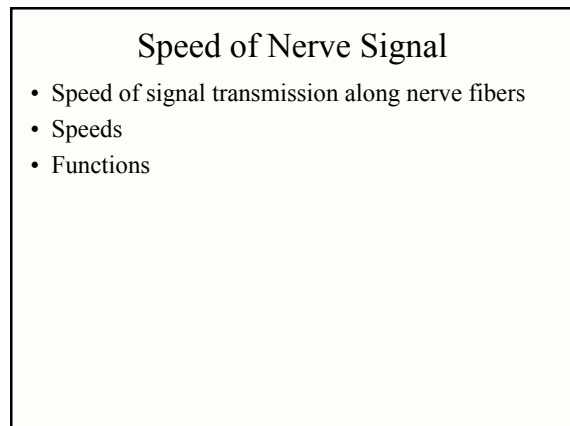 Speed of Nerve Signal
• Speed of signal transmission along nerve fibers
• Speeds
• Functions